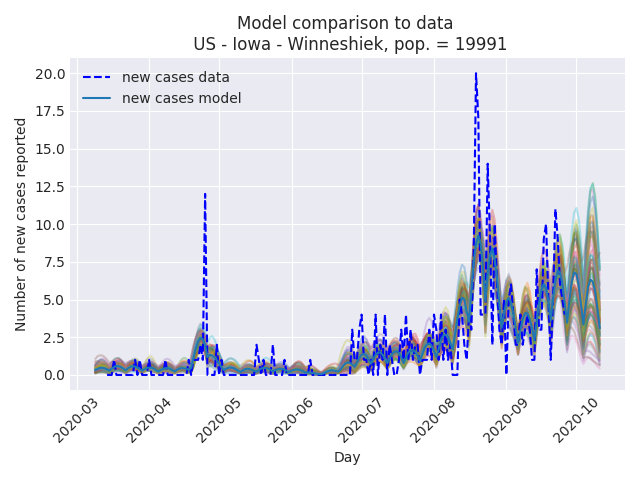 Model comparison to data
US - Iowa - Winneshiek, pop. = 19991
new cases data
new cases model
Number of new cases reported
20.0
17.5
15.0
12.5
10.0
7.5
5.0
2.5
0.0
2020-03
2020-04
2020-05
2020-06
2020-07
2020-08
2020-09
2020-10
Day